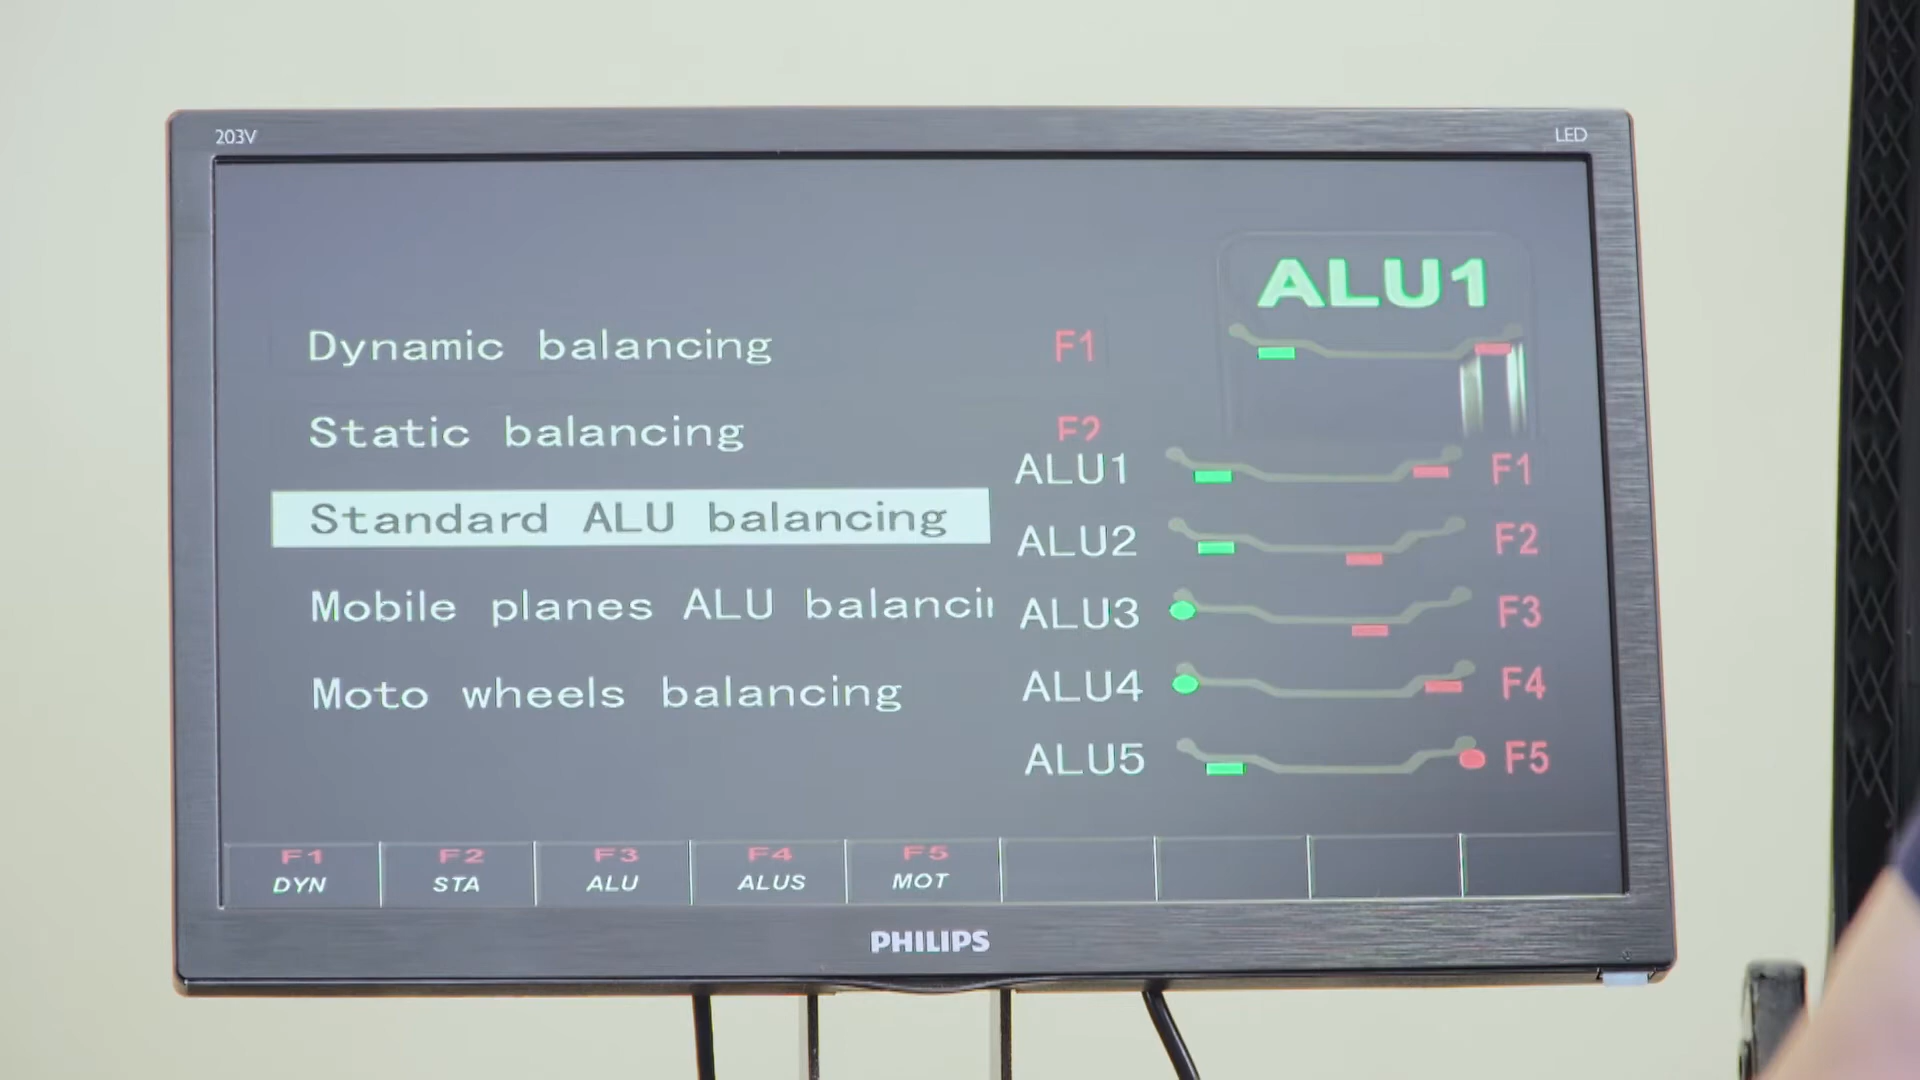 203V
LED
ALU1
Dynamic balancing F1
Static balancing F2
ALU1 F1
Standard ALU balancing
ALU2 F2
Mobile planes ALU
ALU3 F3
Moto wheels balancing
ALU4 F4
ALU5 F5
F1 F2 F3 F4 F5
DYN STA ALU ALUS MOT
PHILIPS